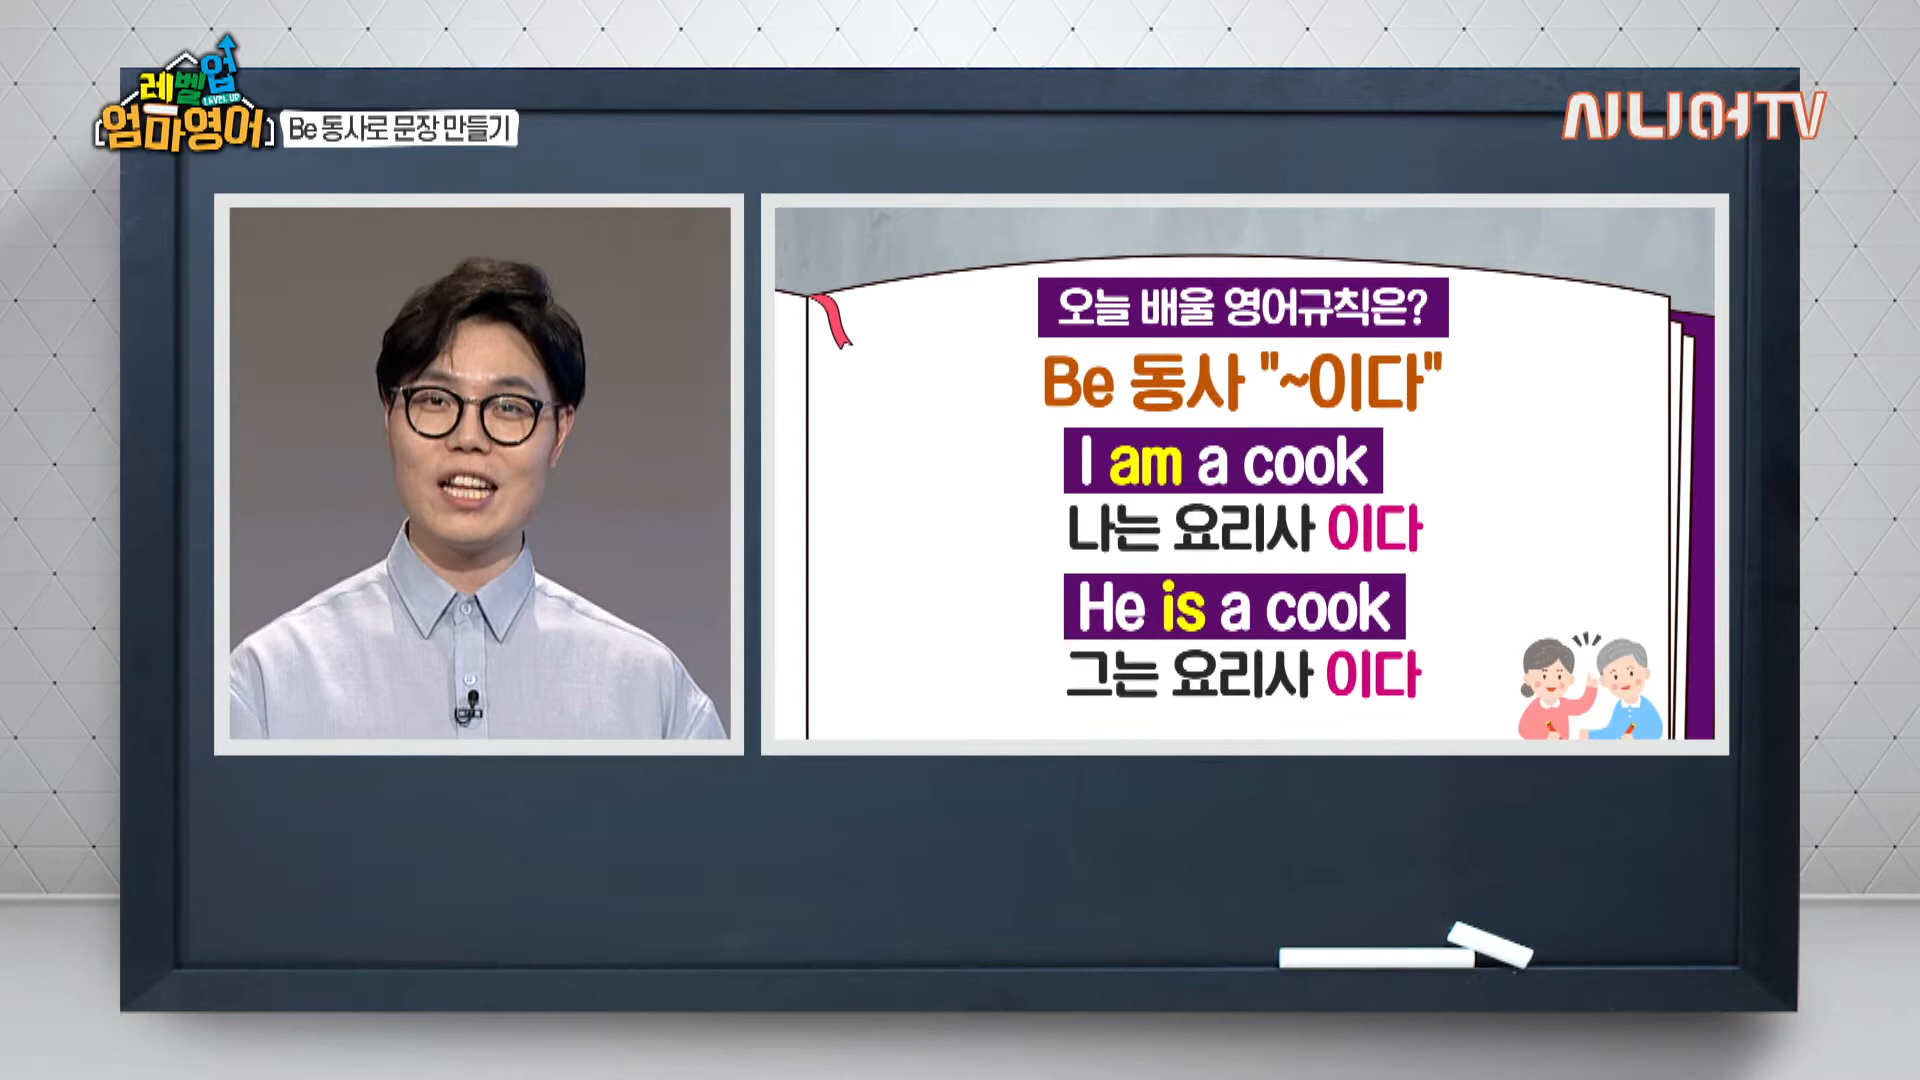 레벨업
LEVEL UP
엄마영어
Be 동사로 문장 만들기
시니어TV
오늘 배울 영어규칙은?
Be 동사 "~이다"
I am a cook
나는 요리사 이다
He is a cook
그는 요리사 이다